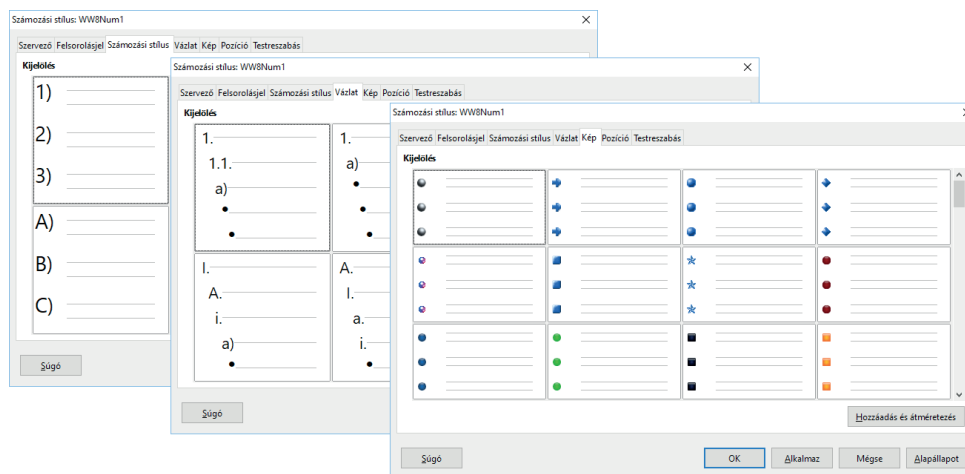 Számozási stílus: WW8Num1
Szervező Felsorolásjel Számozási stílus Vázlat Kép Pozíció Testreszabás
Kijelölés
1)
2)
3)
A)
B)
C)
Súgó
Számozási stílus: WW8Num1
Szervező Felsorolásjel Számozási stílus Vázlat Kép Pozíció Testreszabás
Kijelölés
1. 1.
1.1. a)
a)
I. A.
A. I.
i. a.
a) i.
Súgó
Számozási stílus: WW8Num1
Szervező Felsorolásjel Számozási stílus Vázlat Kép Pozíció Testreszabás
Kijelölés
Hozzáadás és átméretezés
Súgó OK Alkalmaz Mégse Alapállapot